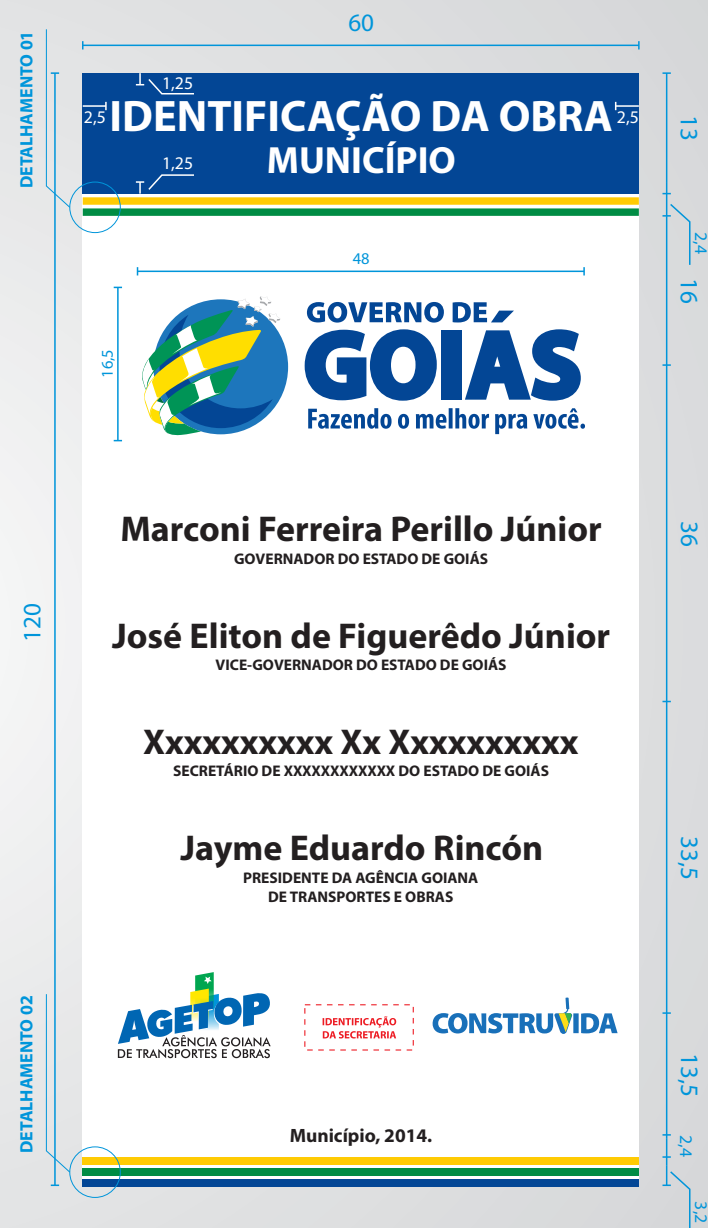 60
DETALHAMENTO 01
1,25
2,5
IDENTIFICAÇÃO DA OBRA
2,5
MUNICÍPIO
1,25
13
2,4
16
48
16,5
GOVERNO DE
GOIÁS
Fazendo o melhor pra você.
120
36
Marconi Ferreira Perillo Júnior
GOVERNADOR DO ESTADO DE GOIÁS
José Eliton de Figuerêdo Júnior
VICE-GOVERNADOR DO ESTADO DE GOIÁS
Xxxxxxxxxxx Xx Xxxxxxxxxxx
SECRETÁRIO DE XXXXXXXXXXXX DO ESTADO DE GOIÁS
33,5
Jayme Eduardo Rincón
PRESIDENTE DA AGÊNCIA GOIANA
DE TRANSPORTES E OBRAS
AGETOP
AGÊNCIA GOIANA
DE TRANSPORTES E OBRAS
IDENTIFICAÇÃO
DA SECRETARIA
CONSTRUVIDA
DETALHAMENTO 02
13,5
Município, 2014.
2,4
3,2